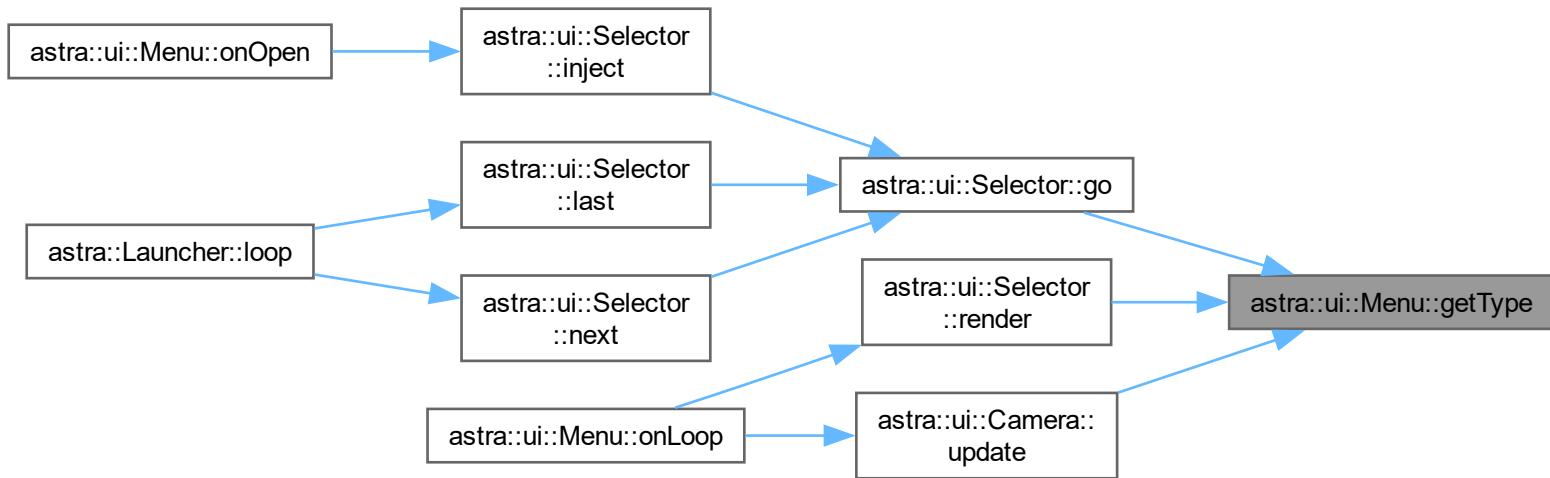 astra::ui::Menu::onOpen
astra::ui::Selector
::inject
astra::ui::Selector
::last
astra::ui::Selector::go
astra::Launcher::loop
astra::ui::Selector
::next
astra::ui::Selector
::render
astra::ui::Menu::getType
astra::ui::Menu::onLoop
astra::ui::Camera::
update